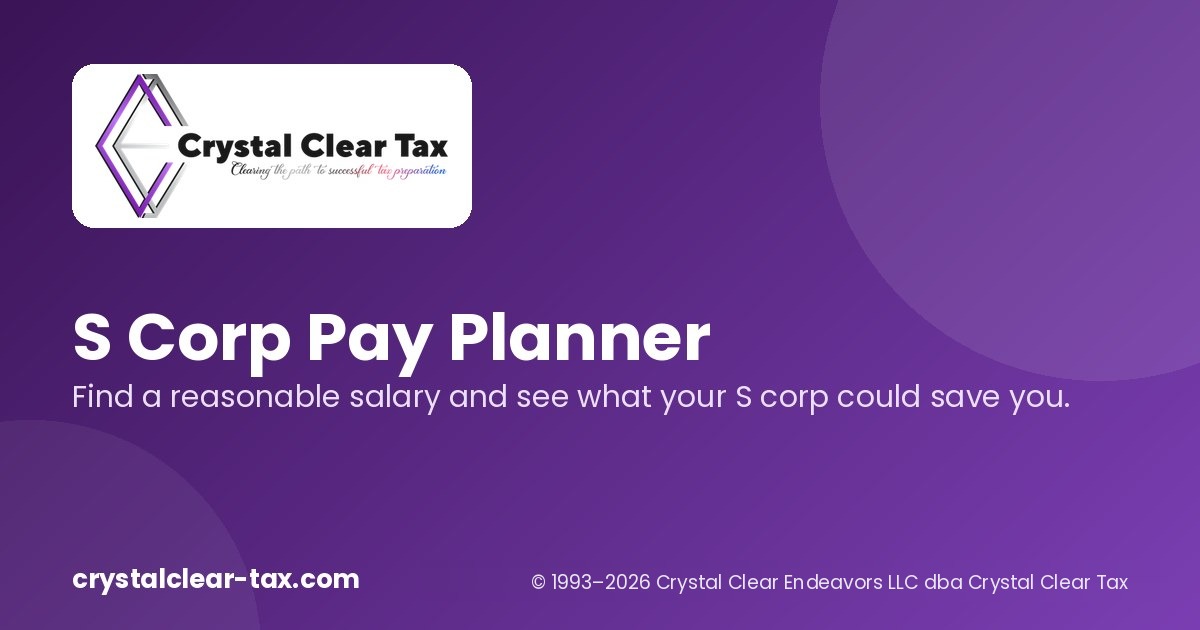 Crystal Clear Tax
Clearing the path to successful tax preparation
S Corp Pay Planner
Find a reasonable salary and see what your S corp could save you.
crystalclear-tax.com
© 1993–2026 Crystal Clear Endeavors LLC dba Crystal Clear Tax